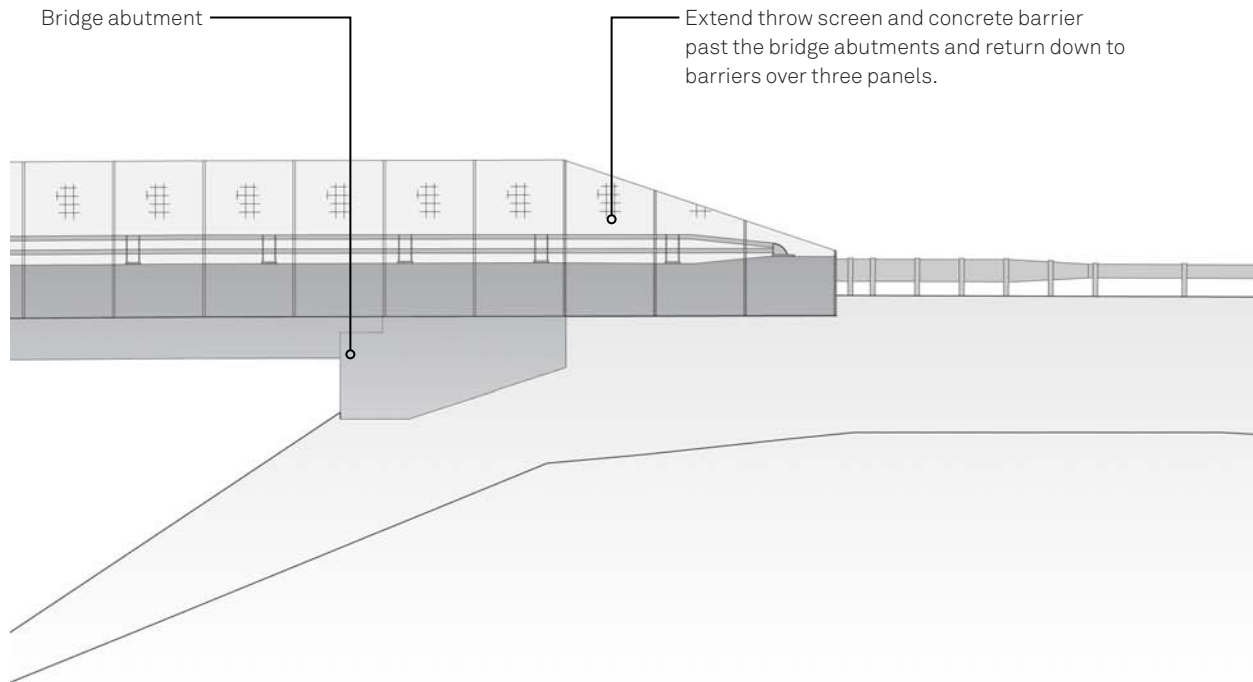 Bridge abutment
Extend throw screen and concrete barrier
past the bridge abutments and return down to
barriers over three panels.